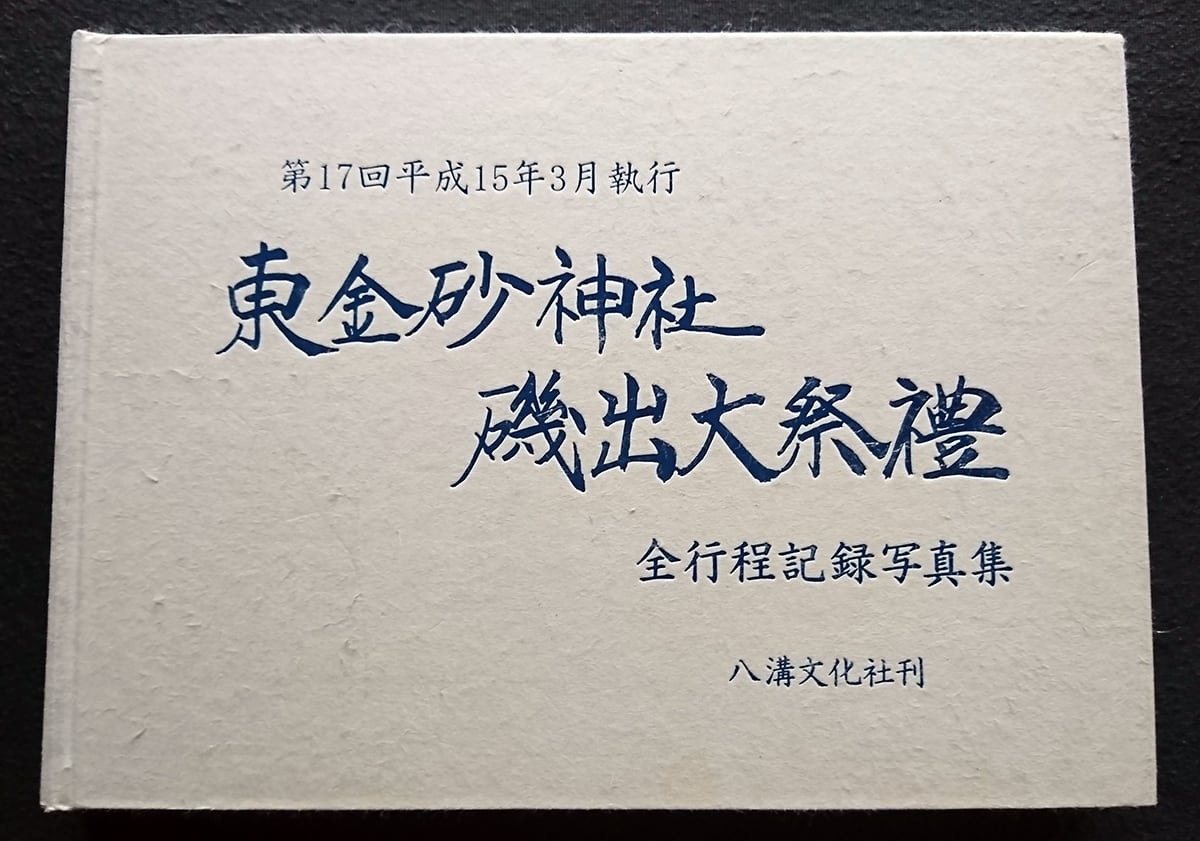 第17回平成15年3月執行
東金砂神社
磯出大祭禮
全行程記録写真集
八溝文化社刊